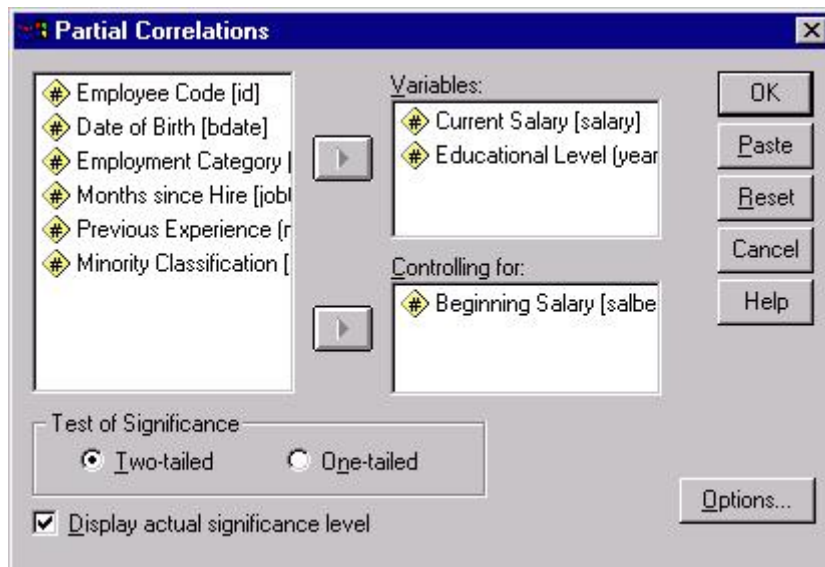 Partial Correlations
Employee Code [id]
Date of Birth [bdate]
Employment Category [
Months since Hire [jobt
Previous Experience (r
Minority Classification [
Variables:
Current Salary [salary]
Educational Level (year
Controlling for:
Beginning Salary [salbe
OK
Paste
Reset
Cancel
Help
Test of Significance
Two-tailed
One-tailed
Display actual significance level
Options...